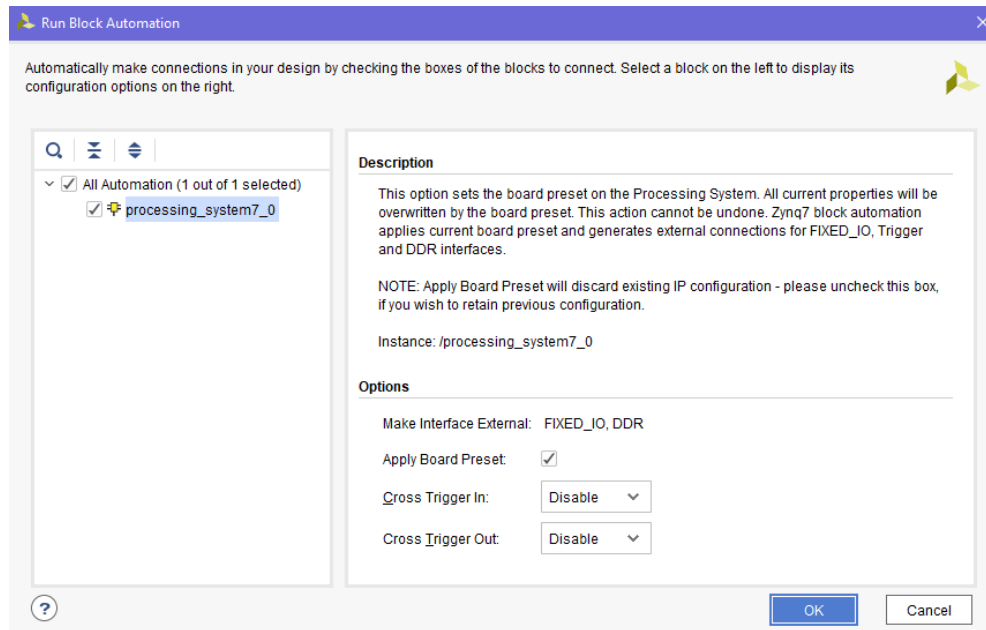 Run Block Automation
Automatically make connections in your design by checking the boxes of the blocks to connect. Select a block on the left to display its
configuration options on the right.
All Automation (1 out of 1 selected)
processing_system7_0
Description
This option sets the board preset on the Processing System. All current properties will be
overwritten by the board preset. This action cannot be undone. Zynq7 block automation
applies current board preset and generates external connections for FIXED_IO, Trigger
and DDR interfaces.
NOTE: Apply Board Preset will discard existing IP configuration - please uncheck this box,
if you wish to retain previous configuration.
Instance: /processing_system7_0
Options
Make Interface External: FIXED_IO, DDR
Apply Board Preset:
Cross Trigger In: Disable
Cross Trigger Out: Disable
? OK Cancel